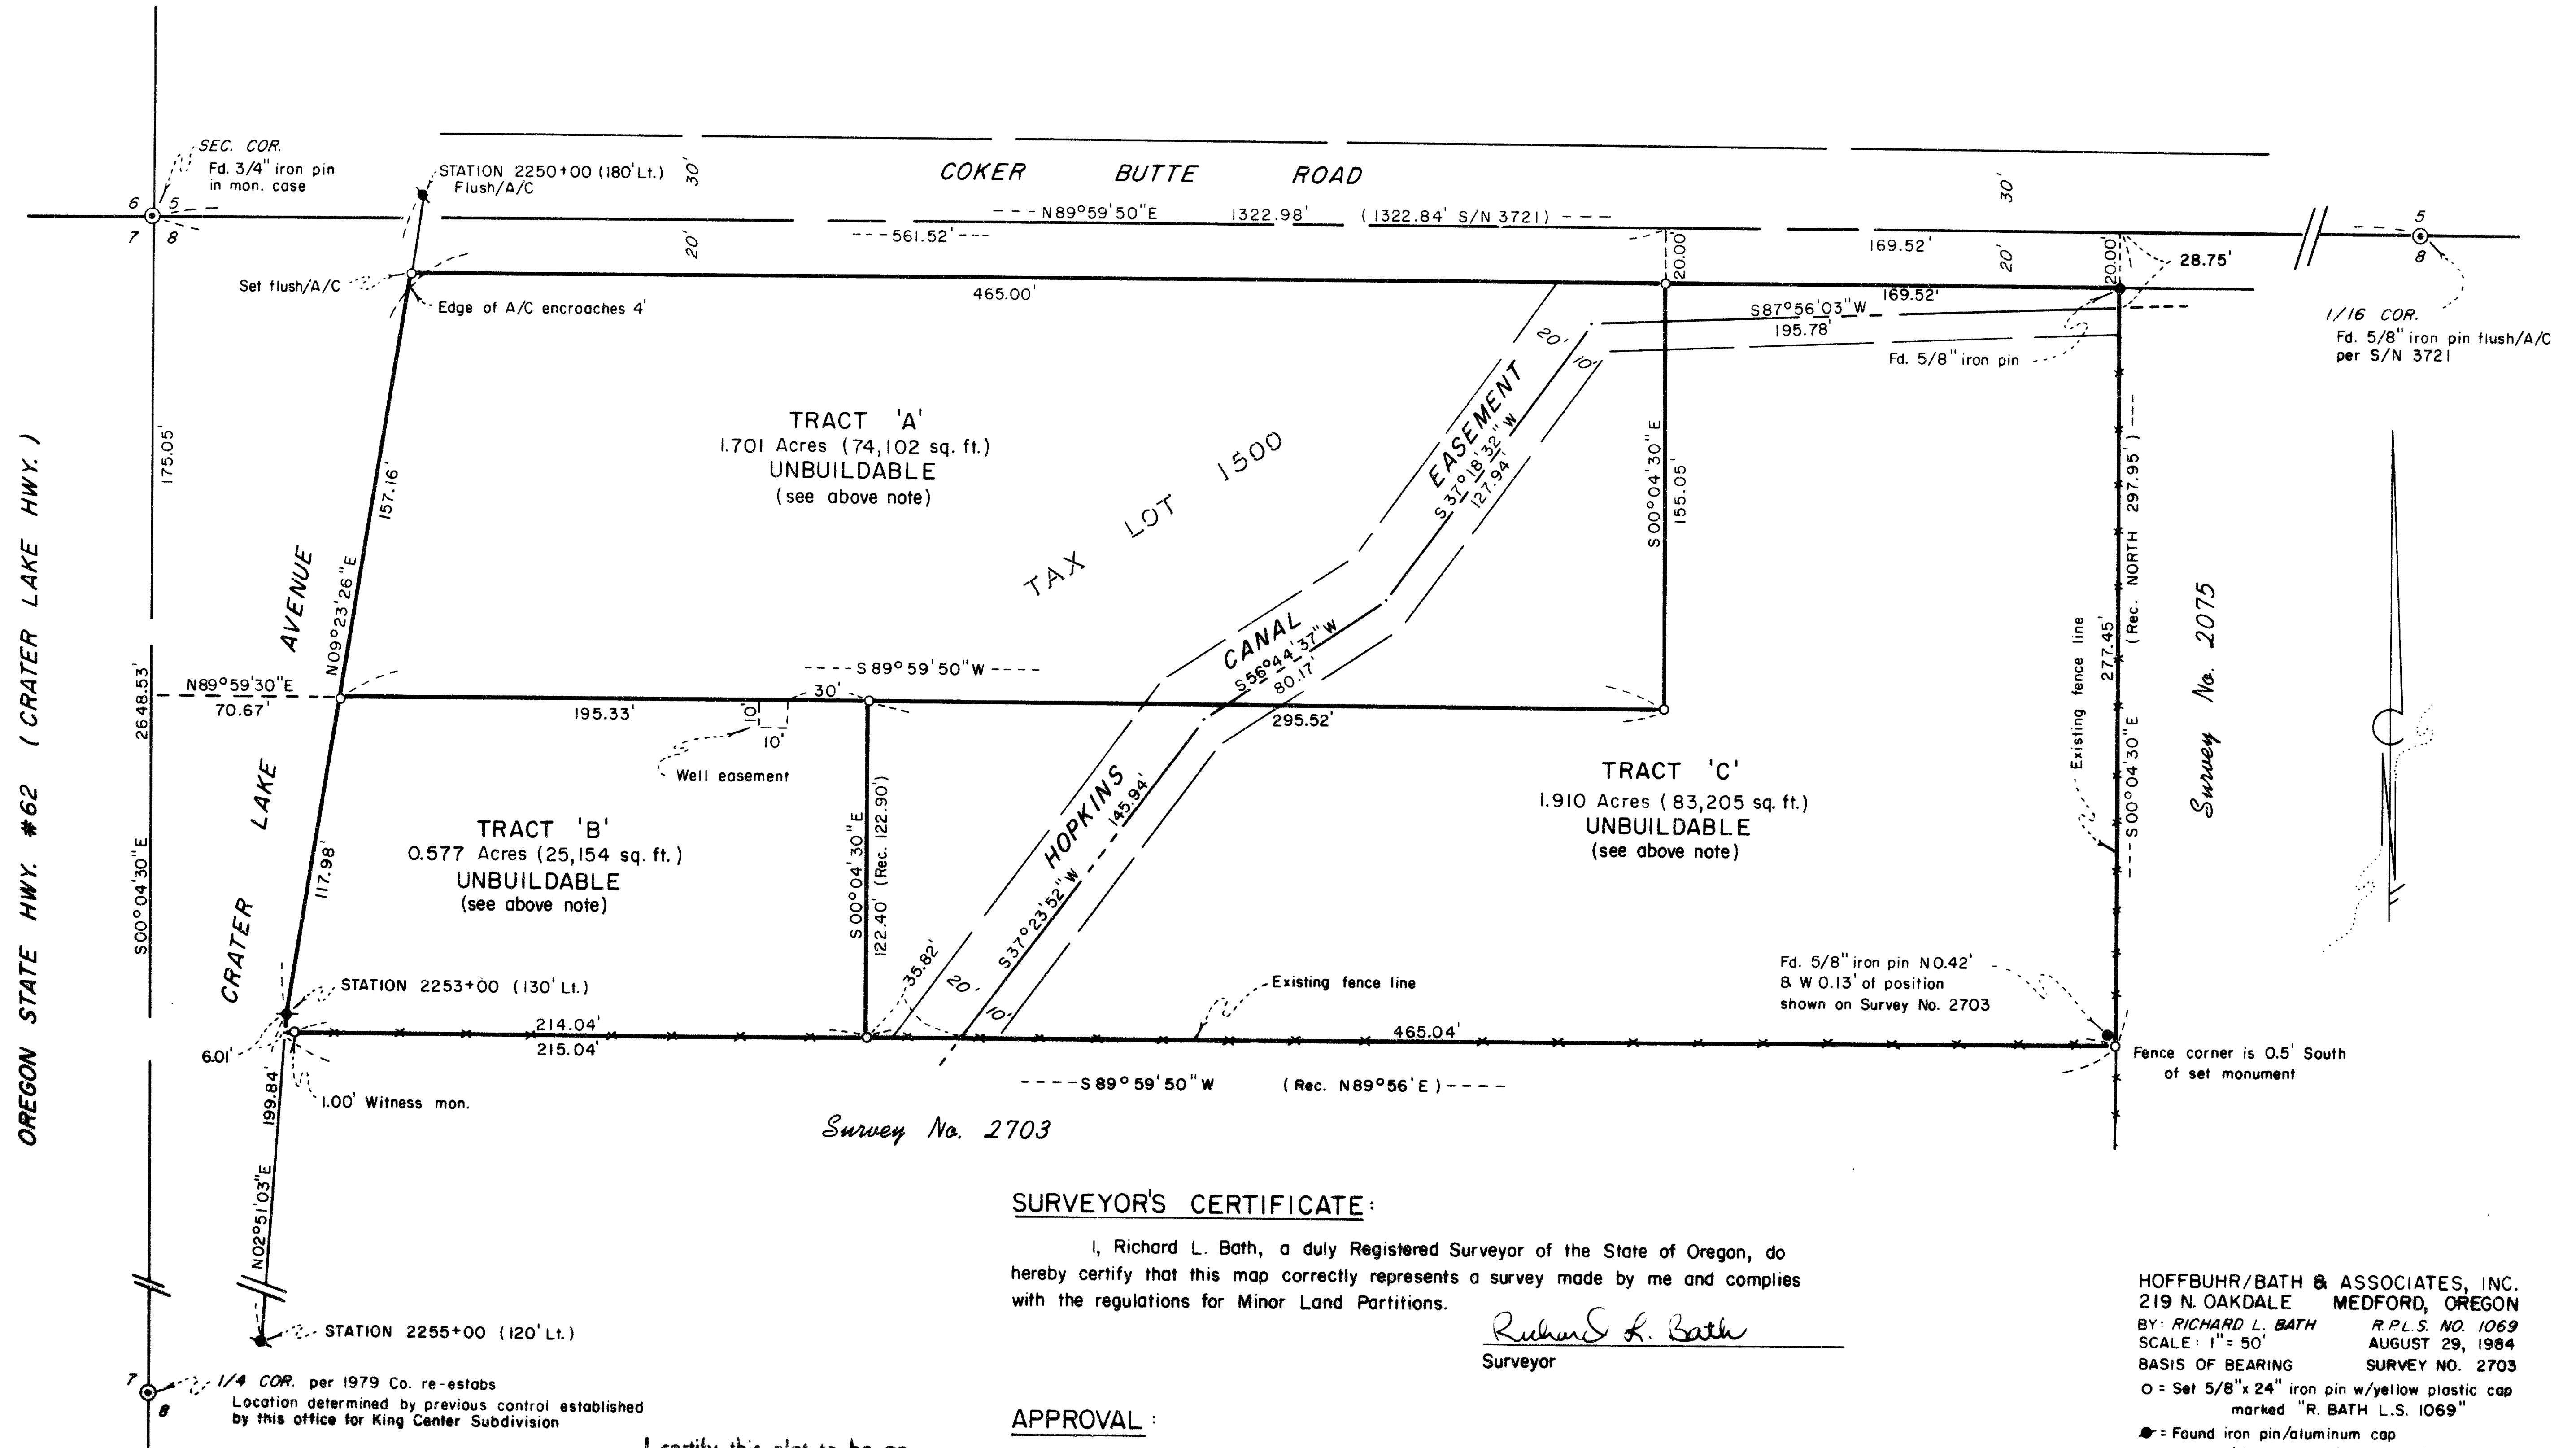 COKER BUTTE ROAD
SEC. COR.
Fd. 3/4" iron pin
in mon. case
6 5
7 8
STATION 2250+00 (180' Lt.)
Flush/A/C
30'
30'
---N89°59'50"E 1322.98' (1322.84' S/N 3721)---
---561.52'---
20'
20.00
169.52'
20'
20.00'
28.75'
5
8
1/16 COR.
Fd. 5/8" iron pin flush/A/C
per S/N 3721
Set flush/A/C
Edge of A/C encroaches 4'
465.00'
169.52'
S87°56'03"W
195.78'
Fd. 5/8" iron pin
20'
10'
TRACT 'A'
1.701 Acres (74,102 sq. ft.)
UNBUILDABLE
(see above note)
TAX LOT 1500
HOPKINS CANAL EASEMENT
S 37°18'32" W
127.94'
S56°44'37"W
80.17'
S37°23'52"W
145.94'
S00°04'30"E
155.05'
OREGON STATE HWY. #62 (CRATER LAKE HWY.)
175.05'
2648.53'
S00°04'30"E
CRATER LAKE AVENUE
157.16'
N09°23'26"E
N89°59'30"E
70.67'
----S89°59'50"W----
195.33'
30'
10'
10'
Well easement
295.52'
117.98'
TRACT 'B'
0.577 Acres (25,154 sq. ft.)
UNBUILDABLE
(see above note)
S00°04'30"E
122.40' (Rec. 122.90')
TRACT 'C'
1.910 Acres (83,205 sq. ft.)
UNBUILDABLE
(see above note)
Existing fence line
277.45'
---S00°04'30"E (Rec. NORTH 297.95')---
Survey No. 2075
STATION 2253+00 (130' Lt.)
6.01'
214.04'
215.04'
35.82'
20'
10'
Existing fence line
465.04'
Fd. 5/8" iron pin N0.42'
& W 0.13' of position
shown on Survey No. 2703
Fence corner is 0.5' South
of set monument
1.00' Witness mon.
199.84'
N02°51'03"E
----S89°59'50"W (Rec. N89°56'E)----
Survey No. 2703
STATION 2255+00 (120' Lt.)
7
8
1/4 COR. per 1979 Co. re-estabs
Location determined by previous control established
by this office for King Center Subdivision
SURVEYOR'S CERTIFICATE:
I, Richard L. Bath, a duly Registered Surveyor of the State of Oregon, do
hereby certify that this map correctly represents a survey made by me and complies
with the regulations for Minor Land Partitions.
Richard L. Bath
Surveyor
APPROVAL:
I certify this plat to be an
HOFFBUHR/BATH & ASSOCIATES, INC.
219 N. OAKDALE MEDFORD, OREGON
BY: RICHARD L. BATH R.P.L.S. NO. 1069
SCALE: 1"=50' AUGUST 29, 1984
BASIS OF BEARING SURVEY NO. 2703
O = Set 5/8"x 24" iron pin w/yellow plastic cap
marked "R. BATH L.S. 1069"
● = Found iron pin/aluminum cap